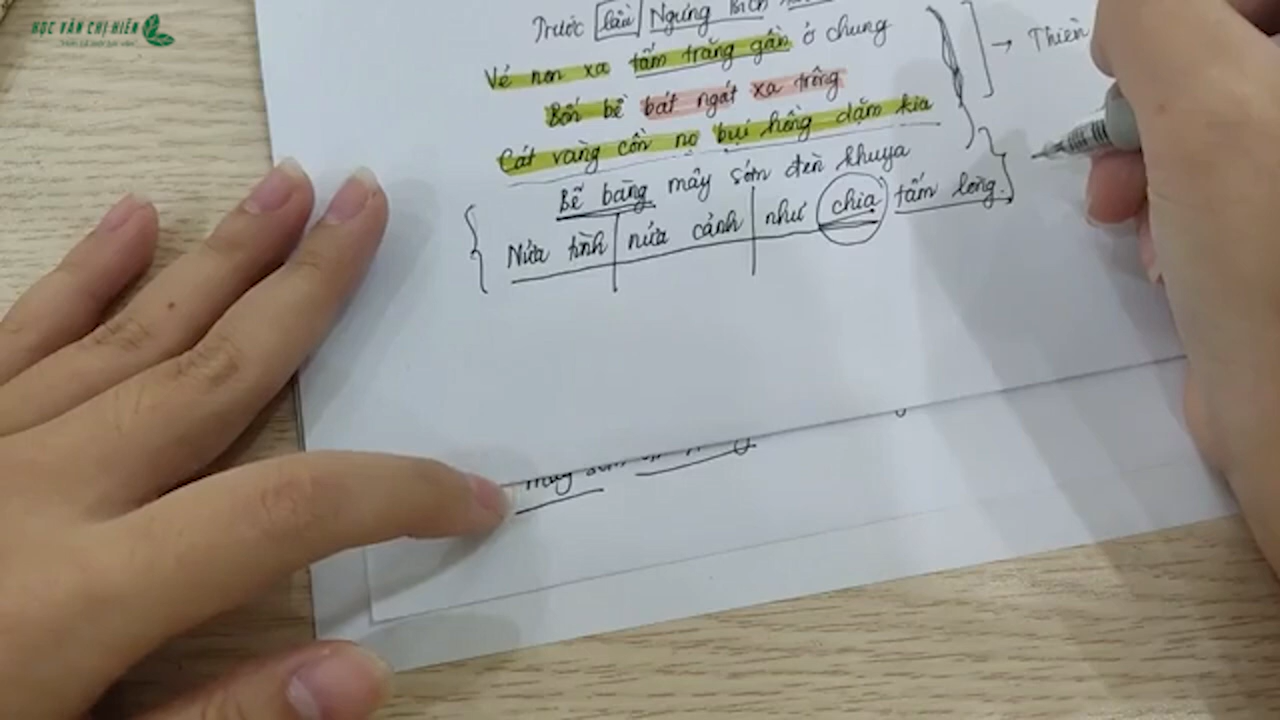 HỌC VĂN CHỊ HIÊN
Trước lầu Ngưng Bích
Vẻ non xa tấm trăng gần ở chung
→ Thiên
Bốn bề bát ngát xa trông
Cát vàng cồn nọ bụi hồng dặm kia
Bẽ bàng mây sớm đèn khuya
Nửa tình nửa cảnh như chia tấm lòng.